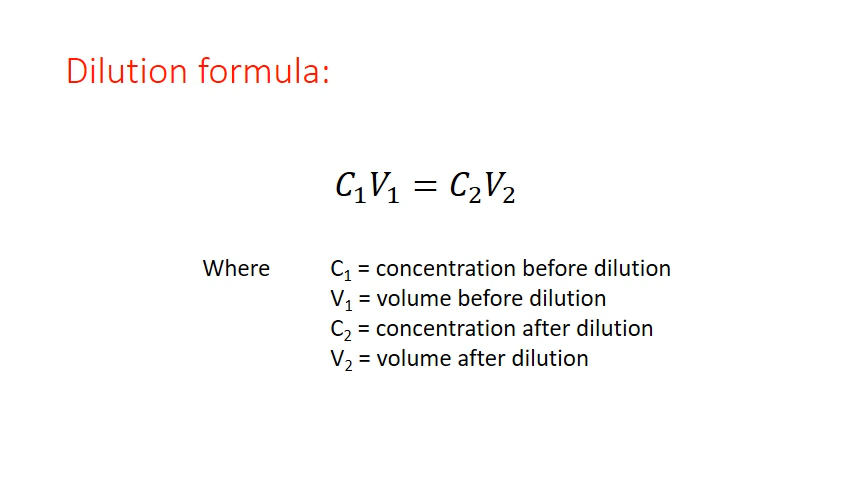 Dilution formula:
C₁V₁ = C₂V₂
Where C₁ = concentration before dilution
V₁ = volume before dilution
C₂ = concentration after dilution
V₂ = volume after dilution